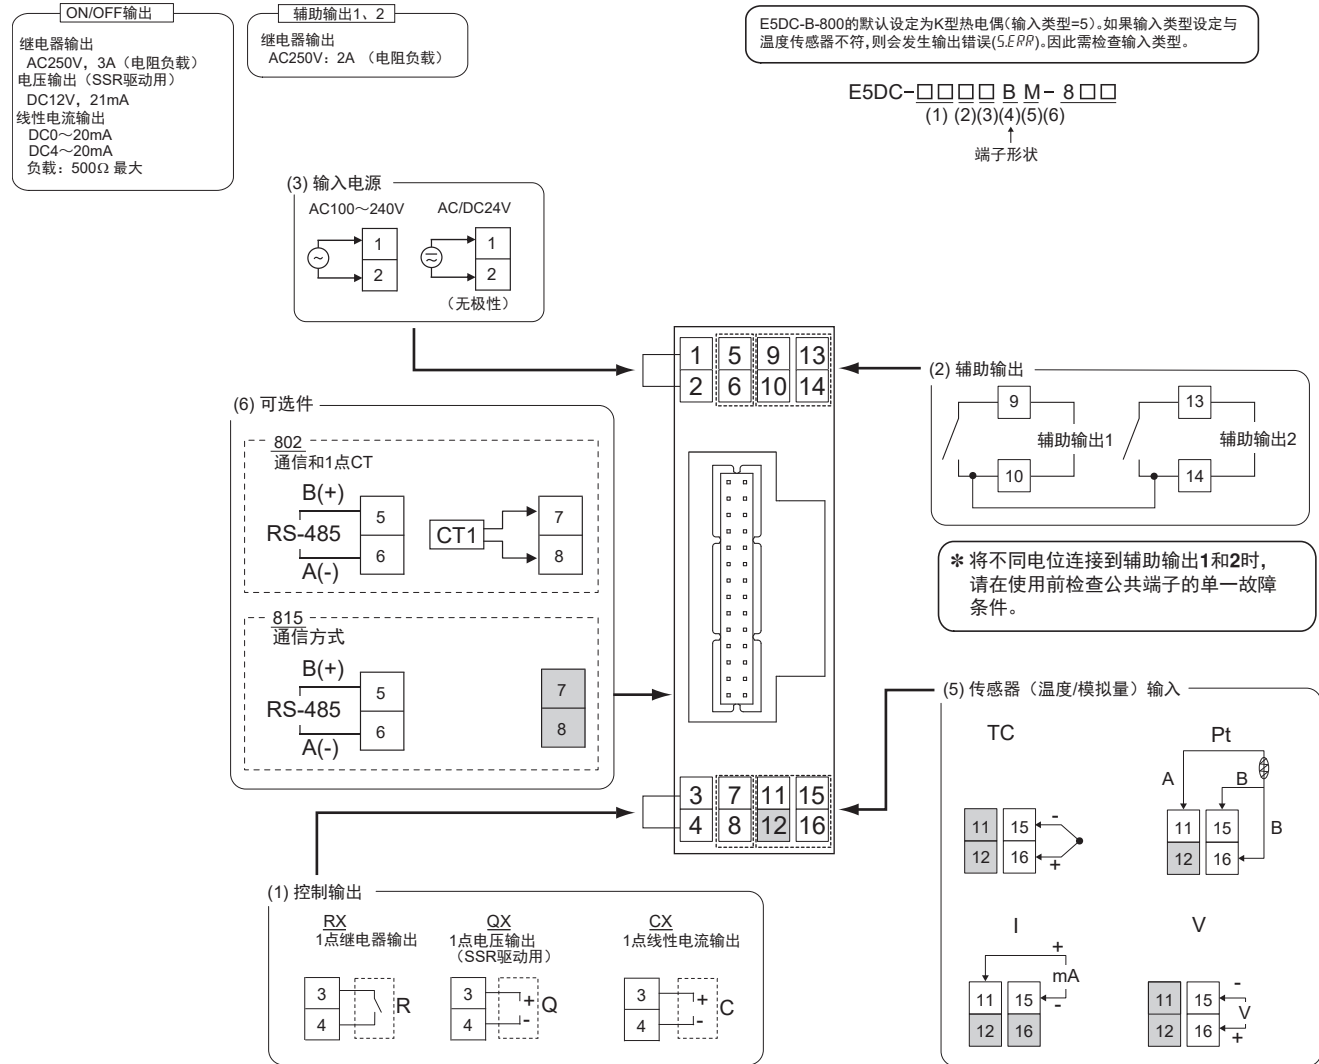 ON/OFF输出
继电器输出
AC250V，3A（电阻负载）
电压输出（SSR驱动用）
DC12V，21mA
线性电流输出
DC0～20mA
DC4～20mA
负载：500Ω 最大
辅助输出1、2
继电器输出
AC250V：2A （电阻负载）
E5DC-B-800的默认设定为K型热电偶(输入类型=5)。如果输入类型设定与
温度传感器不符,则会发生输出错误(S.ERR)。因此需检查输入类型。
E5DC-□□□□ B M- 8□□
(1) (2)(3)(4)(5)(6)
端子形状
(3) 输入电源
AC100～240V
AC/DC24V
1
2
1
2
（无极性）
1 5 9 13
2 6 10 14
(2) 辅助输出
9
10
辅助输出1
13
14
辅助输出2
＊将不同电位连接到辅助输出1和2时，
请在使用前检查公共端子的单一故障
条件。
(6) 可选件
802
通信和1点CT
B(+)
RS-485
A(-)
5
6
CT1
7
8
815
通信方式
B(+)
RS-485
A(-)
5
6
7
8
3 7 11 15
4 8 12 16
(5) 传感器（温度/模拟量）输入
TC
11 15
12 16
-
+
Pt
A
B
B
11 15
12 16
I
+
mA
-
11 15
12 16
V
11 15
12 16
-
V
+
(1) 控制输出
RX
1点继电器输出
3
4
R
QX
1点电压输出
（SSR驱动用）
3
4
+
-
Q
CX
1点线性电流输出
3
4
+
-
C